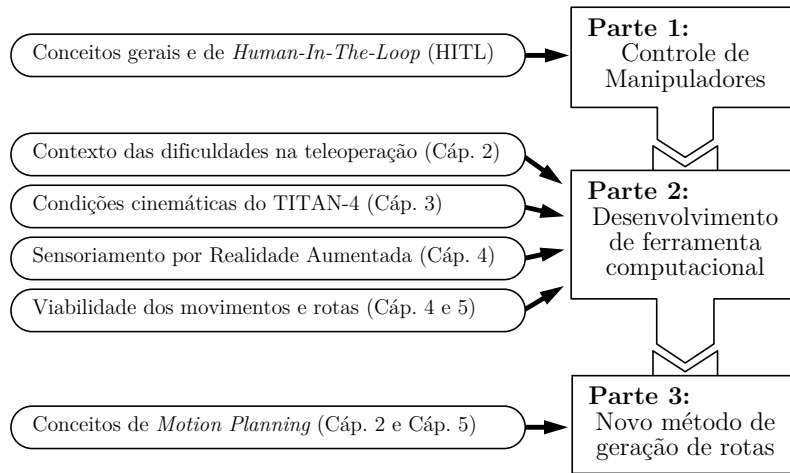 Conceitos gerais e de Human-In-The-Loop (HITL)
Parte 1:
Controle de
Manipuladores
Contexto das dificuldades na teleoperação (Cáp. 2)
Condições cinemáticas do TITAN-4 (Cáp. 3)
Sensoriamento por Realidade Aumentada (Cáp. 4)
Viabilidade dos movimentos e rotas (Cáp. 4 e 5)
Parte 2:
Desenvolvimento
de ferramenta
computacional
Conceitos de Motion Planning (Cáp. 2 e Cáp. 5)
Parte 3:
Novo método de
geração de rotas